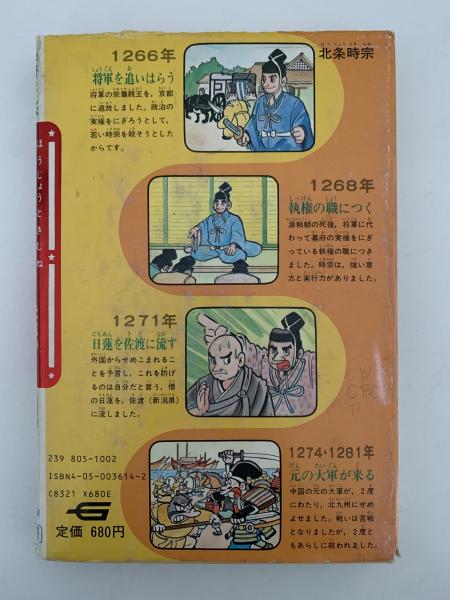 北条時宗
ほうじょうときむね
1266年
将軍を追いはらう
将軍の宗尊親王を，京都
に追放しました。政治の
実権をにぎろうとして，
若い時宗を殺そうとした
からです。
1268年
執権の職につく
源頼朝の死後，将軍に代
わって幕府の実権をにぎ
っている執権の職につき
ました。時宗は，強い意
志と実行力がありました。
1271年
日蓮を佐渡に流す
外国からせめこまれるこ
とを予言し，これを防げ
るのは自分だと言う，僧
の日蓮を，佐渡（新潟県）
に流しました。
1274・1281年
元の大軍が来る
中国の元の大軍が，2度
にわたり，北九州にせめ
よせました。戦いは苦戦
となりましたが，2度と
もあらしに救われました。
239 805-1002
ISBN4-05-003614-2
C8321 ¥680E
定価 680円